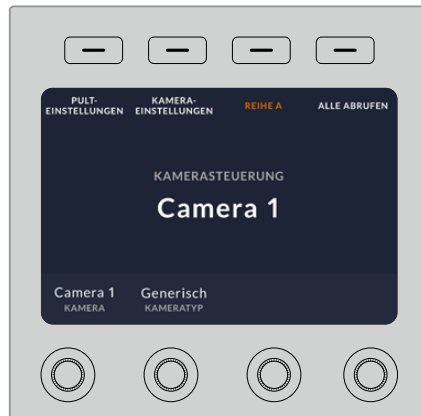 PULT-
EINSTELLUNGEN
KAMERA-
EINSTELLUNGEN
REIHE A
ALLE ABRUFEN
KAMERASTEUERUNG
Camera 1
Camera 1
KAMERA
Generisch
KAMERATYP